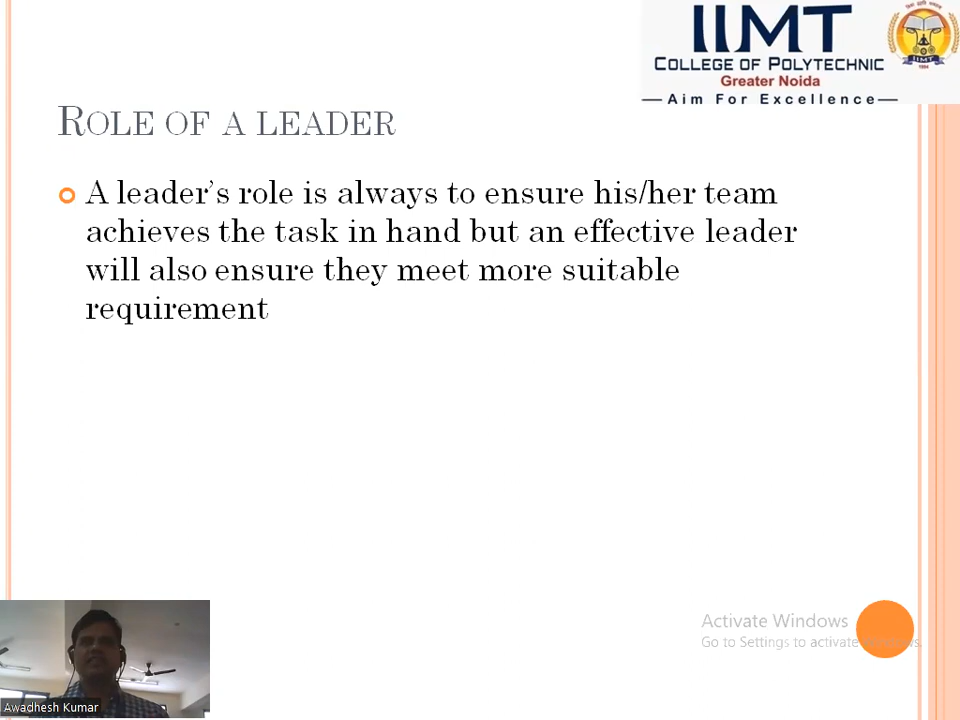 IIMT
COLLEGE OF POLYTECHNIC
Greater Noida
Aim For Excellence
IIMT
ROLE OF A LEADER
A leader's role is always to ensure his/her team
achieves the task in hand but an effective leader
will also ensure they meet more suitable
requirement
Activate Windows
Go to Settings to activate Windows.
Awadhesh Kumar